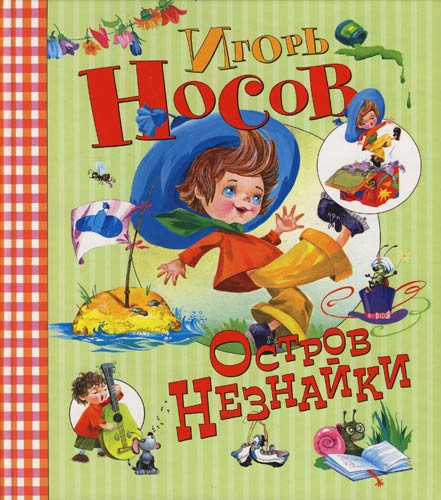 Игорь
Носов
Остров
Незнайки